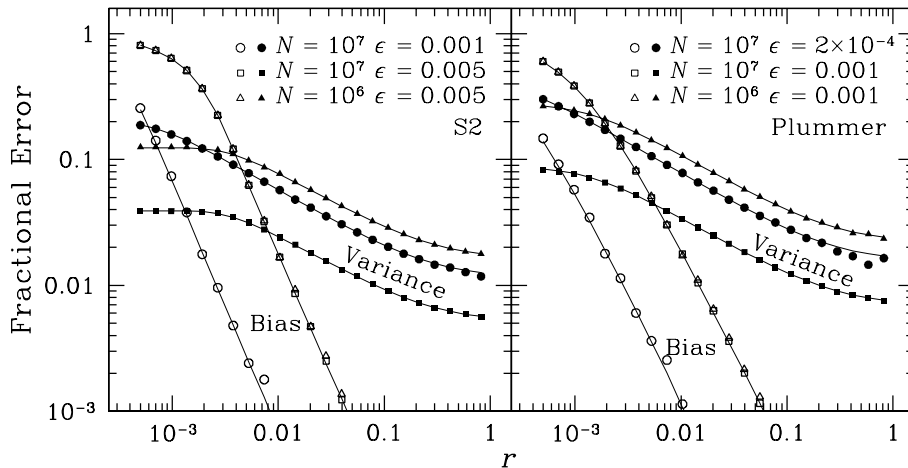 Fractional Error
1
0.1
0.01
10⁻³
○ ● N = 10⁷ ϵ = 0.001
□ ■ N = 10⁷ ϵ = 0.005
△ ▲ N = 10⁶ ϵ = 0.005
S2
Variance
Bias
10⁻³ 0.01 0.1 1
○ ● N = 10⁷ ϵ = 2×10⁻⁴
□ ■ N = 10⁷ ϵ = 0.001
△ ▲ N = 10⁶ ϵ = 0.001
Plummer
Variance
Bias
10⁻³ 0.01 0.1 1
r